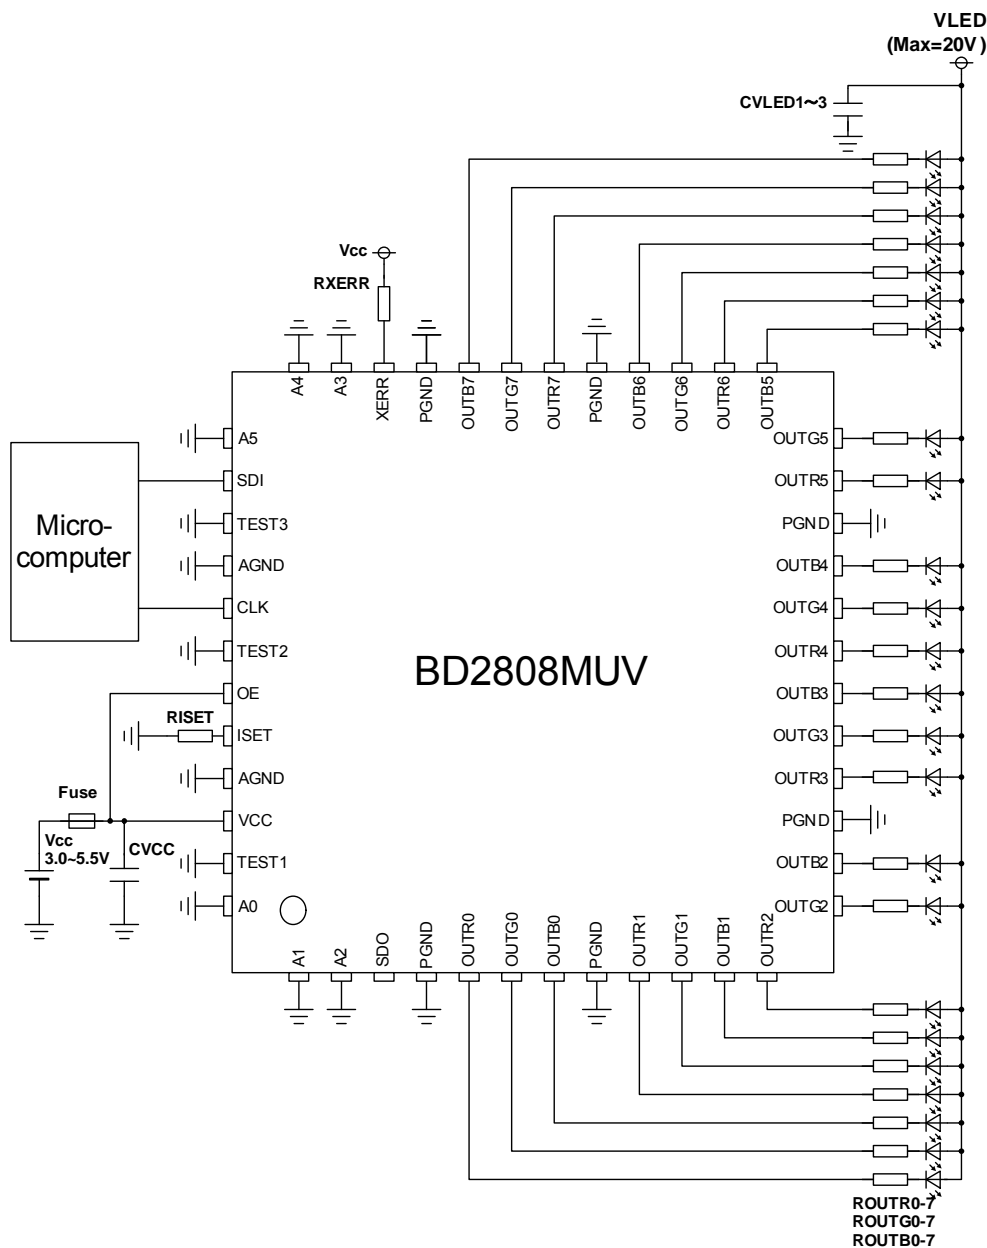 VLED
(Max=20V)
CVLED1～3
Vcc
RXERR
A4
A3
XERR
PGND
OUTB7
OUTG7
OUTR7
PGND
OUTB6
OUTG6
OUTR6
OUTB5
A5
SDI
TEST3
AGND
CLK
TEST2
OE
RISET
ISET
AGND
Fuse
VCC
Vcc
3.0~5.5V
CVCC
TEST1
A0
Micro-
computer
BD2808MUV
OUTG5
OUTR5
PGND
OUTB4
OUTG4
OUTR4
OUTB3
OUTG3
OUTR3
PGND
OUTB2
OUTG2
A1
A2
SDO
PGND
OUTR0
OUTG0
OUTB0
PGND
OUTR1
OUTG1
OUTB1
OUTR2
ROUTR0-7
ROUTG0-7
ROUTB0-7